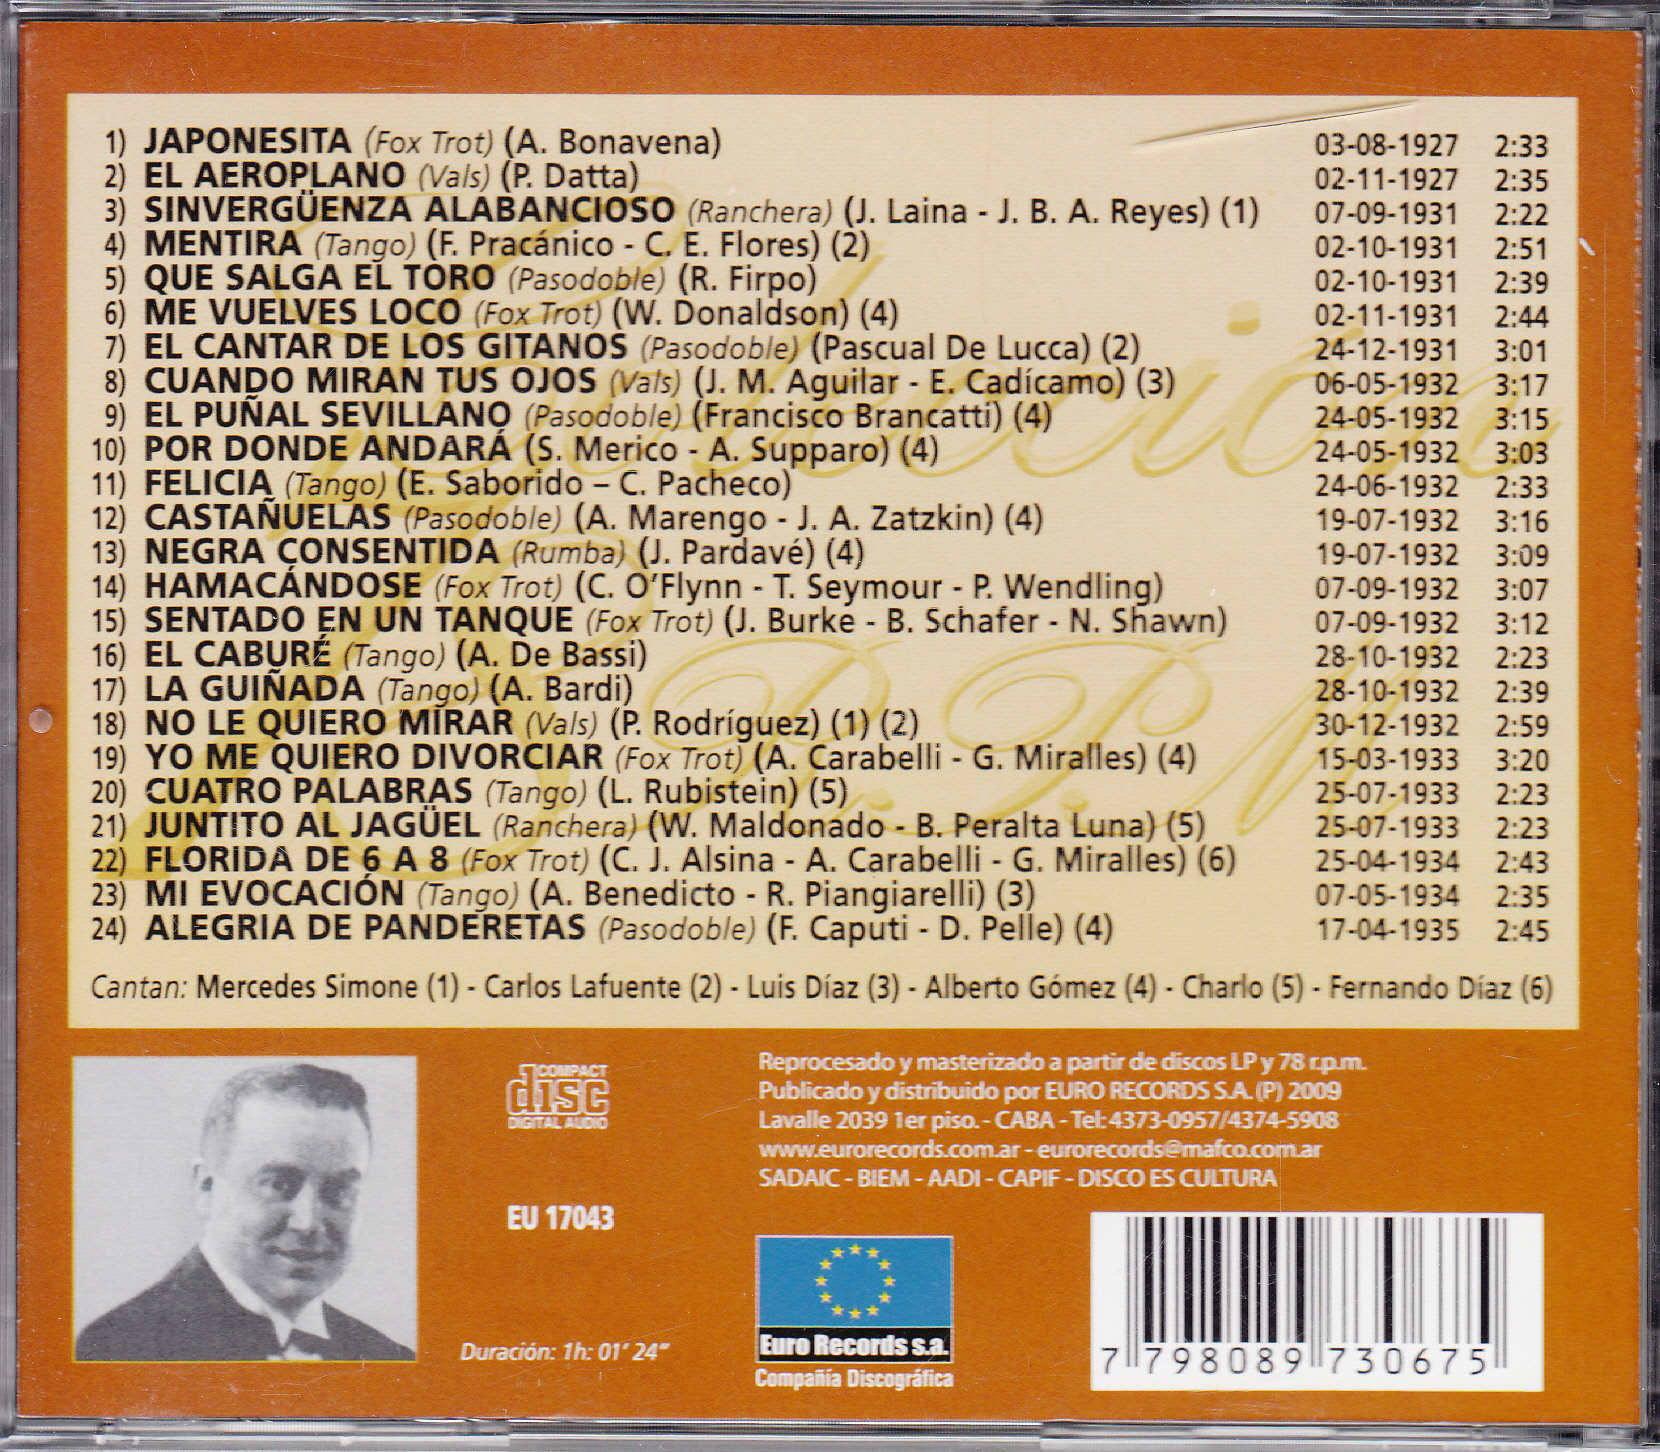 1) JAPONESITA (Fox Trot) (A. Bonavena) 03-08-1927 2:33
2) EL AEROPLANO (Vals) (P. Datta) 02-11-1927 2:35
3) SINVERGÜENZA ALABANCIOSO (Ranchera) (J. Laina - J. B. A. Reyes) (1) 07-09-1931 2:22
4) MENTIRA (Tango) (F. Pracánico - C. E. Flores) (2) 02-10-1931 2:51
5) QUE SALGA EL TORO (Pasodoble) (R. Firpo) 02-10-1931 2:39
6) ME VUELVES LOCO (Fox Trot) (W. Donaldson) (4) 02-11-1931 2:44
7) EL CANTAR DE LOS GITANOS (Pasodoble) (Pascual De Lucca) (2) 24-12-1931 3:01
8) CUANDO MIRAN TUS OJOS (Vals) (J. M. Aguilar - E. Cadícamo) (3) 06-05-1932 3:17
9) EL PUÑAL SEVILLANO (Pasodoble) (Francisco Brancatti) (4) 24-05-1932 3:15
10) POR DONDE ANDARÁ (S. Merico - A. Supparo) (4) 24-05-1932 3:03
11) FELICIA (Tango) (E. Saborido – C. Pacheco) 24-06-1932 2:33
12) CASTAÑUELAS (Pasodoble) (A. Marengo - J. A. Zatzkin) (4) 19-07-1932 3:16
13) NEGRA CONSENTIDA (Rumba) (J. Pardavé) (4) 19-07-1932 3:09
14) HAMACÁNDOSE (Fox Trot) (C. O'Flynn - T. Seymour - P. Wendling) 07-09-1932 3:07
15) SENTADO EN UN TANQUE (Fox Trot) (J. Burke - B. Schafer - N. Shawn) 07-09-1932 3:12
16) EL CABURÉ (Tango) (A. De Bassi) 28-10-1932 2:23
17) LA GUIÑADA (Tango) (A. Bardi) 28-10-1932 2:39
18) NO LE QUIERO MIRAR (Vals) (P. Rodríguez) (1) (2) 30-12-1932 2:59
19) YO ME QUIERO DIVORCIAR (Fox Trot) (A. Carabelli - G. Miralles) (4) 15-03-1933 3:20
20) CUATRO PALABRAS (Tango) (L. Rubistein) (5) 25-07-1933 2:23
21) JUNTITO AL JAGÜEL (Ranchera) (W. Maldonado - B. Peralta Luna) (5) 25-07-1933 2:23
22) FLORIDA DE 6 A 8 (Fox Trot) (C. J. Alsina - A. Carabelli - G. Miralles) (6) 25-04-1934 2:43
23) MI EVOCACIÓN (Tango) (A. Benedicto - R. Piangiarelli) (3) 07-05-1934 2:35
24) ALEGRIA DE PANDERETAS (Pasodoble) (F. Caputi - D. Pelle) (4) 17-04-1935 2:45
Cantan: Mercedes Simone (1) - Carlos Lafuente (2) - Luis Díaz (3) - Alberto Gómez (4) - Charlo (5) - Fernando Díaz (6)
Colección
78 R.P.M.
COMPACT
disc
DIGITAL AUDIO
EU 17043
Duración: 1h: 01' 24"
Reprocesado y masterizado a partir de discos LP y 78 r.p.m.
Publicado y distribuido por EURO RECORDS S.A. (P) 2009
Lavalle 2039 1er piso. - CABA - Tel: 4373-0957/4374-5908
www.eurorecords.com.ar - eurorecords@mafco.com.ar
SADAIC - BIEM - AADI - CAPIF - DISCO ES CULTURA
Euro Records s.a.
Compañía Discográfica
7 798089 730675